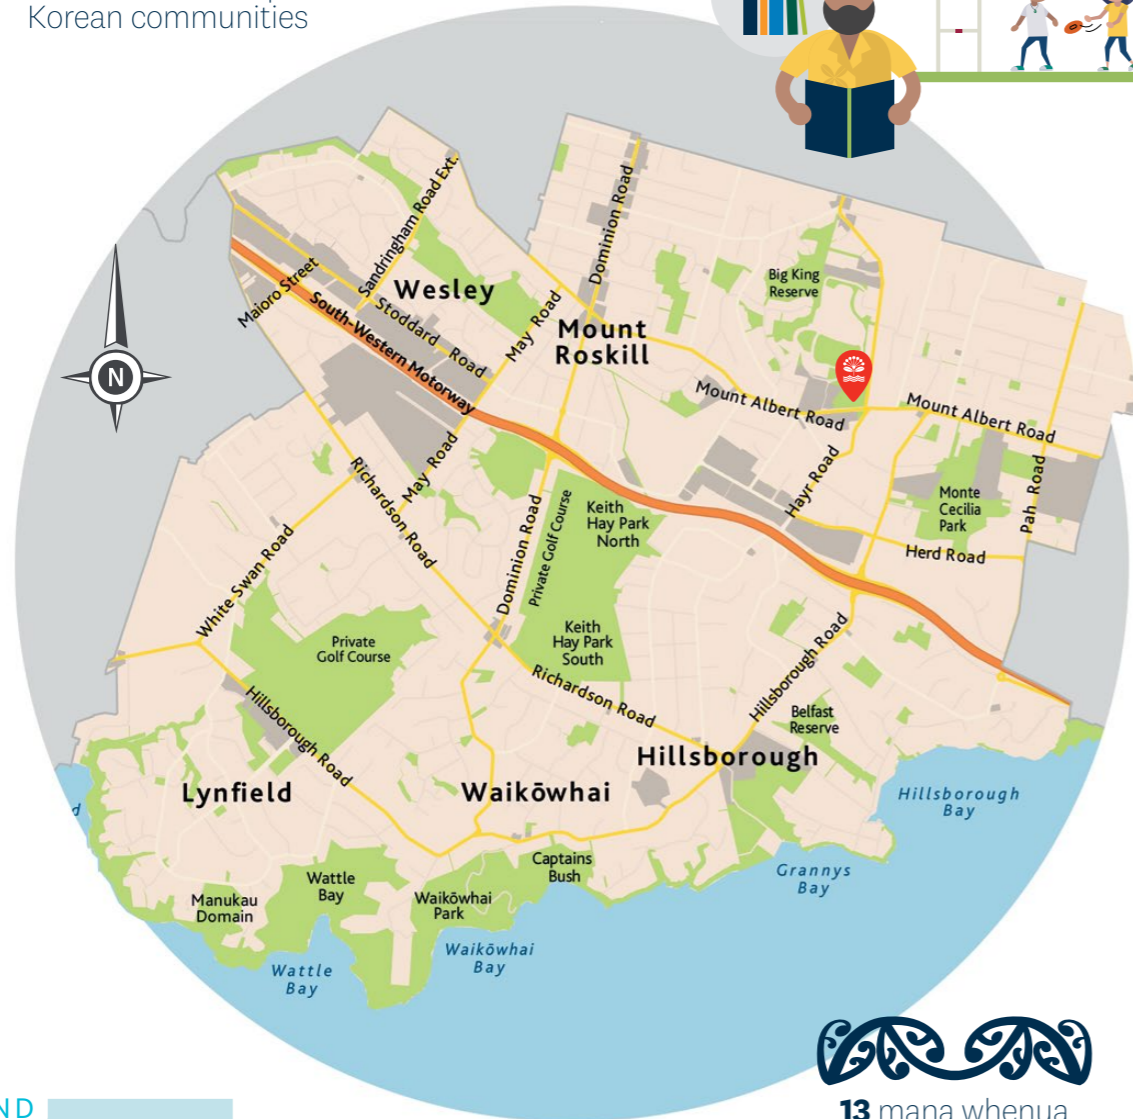 Korean communities
Sandringham Road Ext.
Dominion Road
Big King
Reserve
Maioro Street
Wesley
South-Western Motorway
Stoddard Road
May Road
Mount
Roskill
Mount Albert Road
Mount Albert Road
N
May Road
Richardson Road
Hayr Road
Pah Road
Monte
Cecilia
Park
Herd Road
Keith
Hay Park
North
Private Golf Course
Dominion Road
White Swan Road
Private
Golf Course
Keith
Hay Park
South
Richardson Road
Hillsborough Road
Belfast
Reserve
Hillsborough Road
Hillsborough
Lynfield
Waikōwhai
Hillsborough
Bay
d
Captains
Bush
Grannys
Bay
Wattle
Bay
Manukau
Domain
Waikōwhai
Park
Waikōwhai
Bay
Wattle
Bay
ND
13 mana whenua